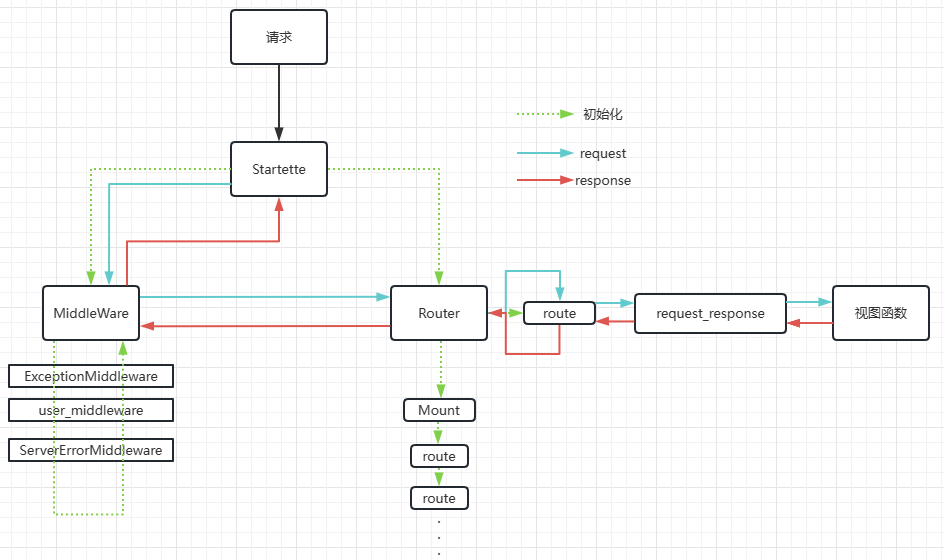 请求
初始化
request
response
Startette
MiddleWare
Router
route
request_response
视图函数
ExceptionMiddleware
user_middleware
ServerErrorMiddleware
Mount
route
route